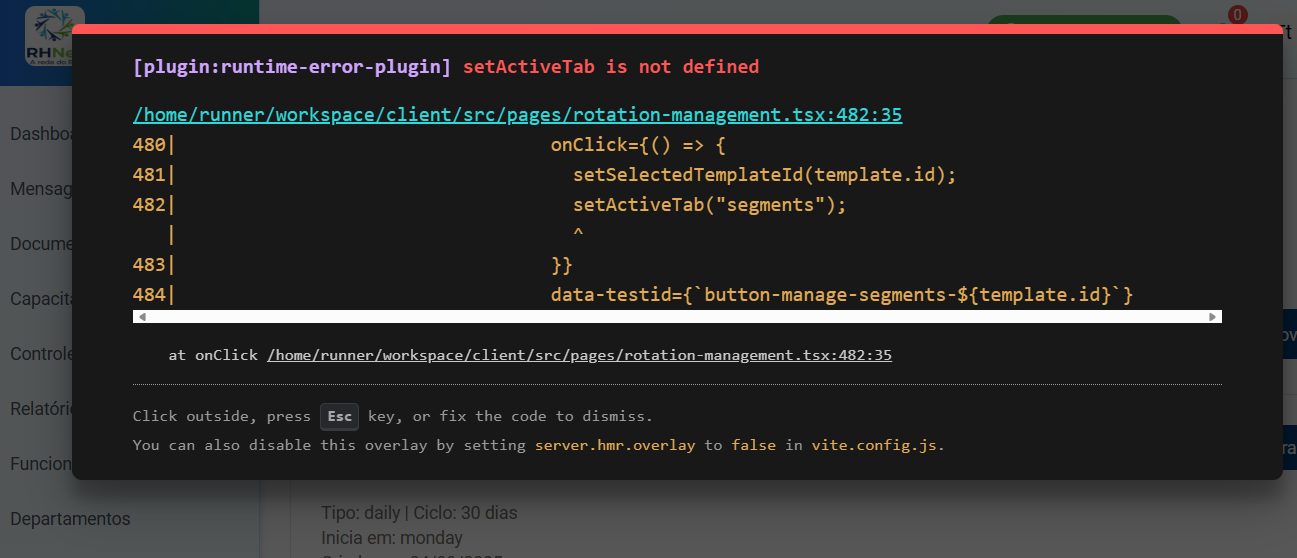 0
RHNe
A rede do R
[plugin:runtime-error-plugin] setActiveTab is not defined
/home/runner/workspace/client/src/pages/rotation-management.tsx:482:35
480| onClick={() => {
481| setSelectedTemplateId(template.id);
482| setActiveTab("segments");
| ^
483| }}
484| data-testid={`button-manage-segments-${template.id}`}
at onClick /home/runner/workspace/client/src/pages/rotation-management.tsx:482:35
Click outside, press Esc key, or fix the code to dismiss.
You can also disable this overlay by setting server.hmr.overlay to false in vite.config.js.
Dashboa
Mensag
Docume
Capacita
Controle
Relatório
Funcion
Departamentos
Tipo: daily | Ciclo: 30 dias
Inicia em: monday